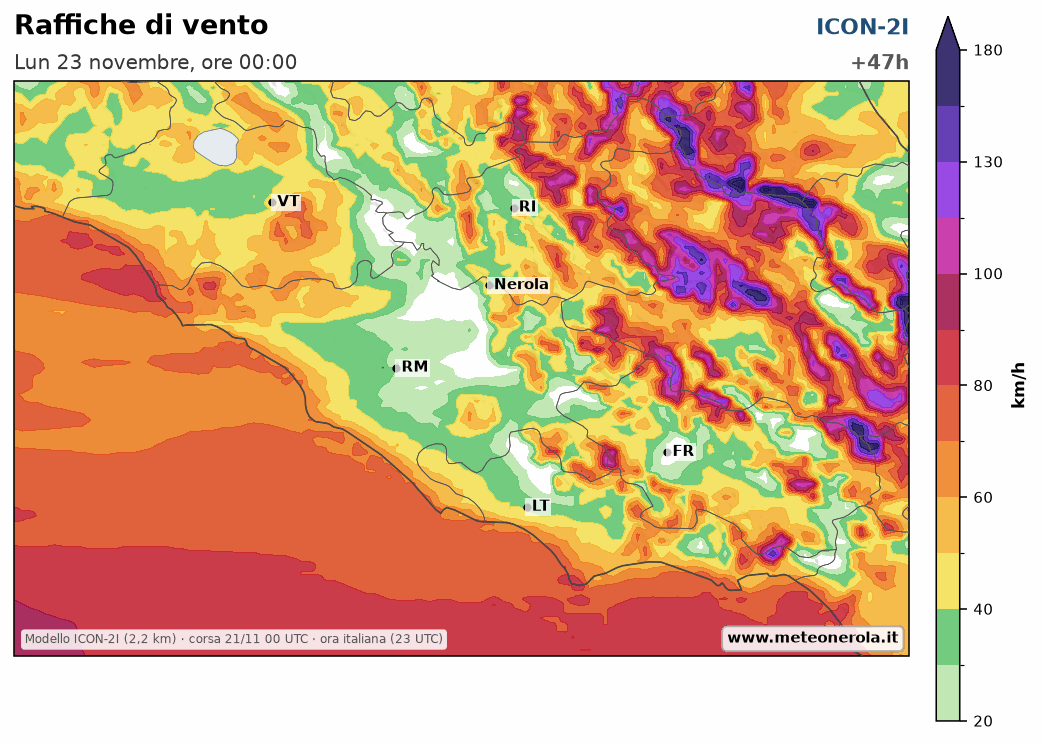 Raffiche di vento
ICON-2I
Lun 23 novembre, ore 00:00
+47h
180
130
100
80
60
40
20
km/h
VT
RI
Nerola
RM
FR
LT
Modello ICON-2I (2,2 km) · corsa 21/11 00 UTC · ora italiana (23 UTC)
www.meteonerola.it